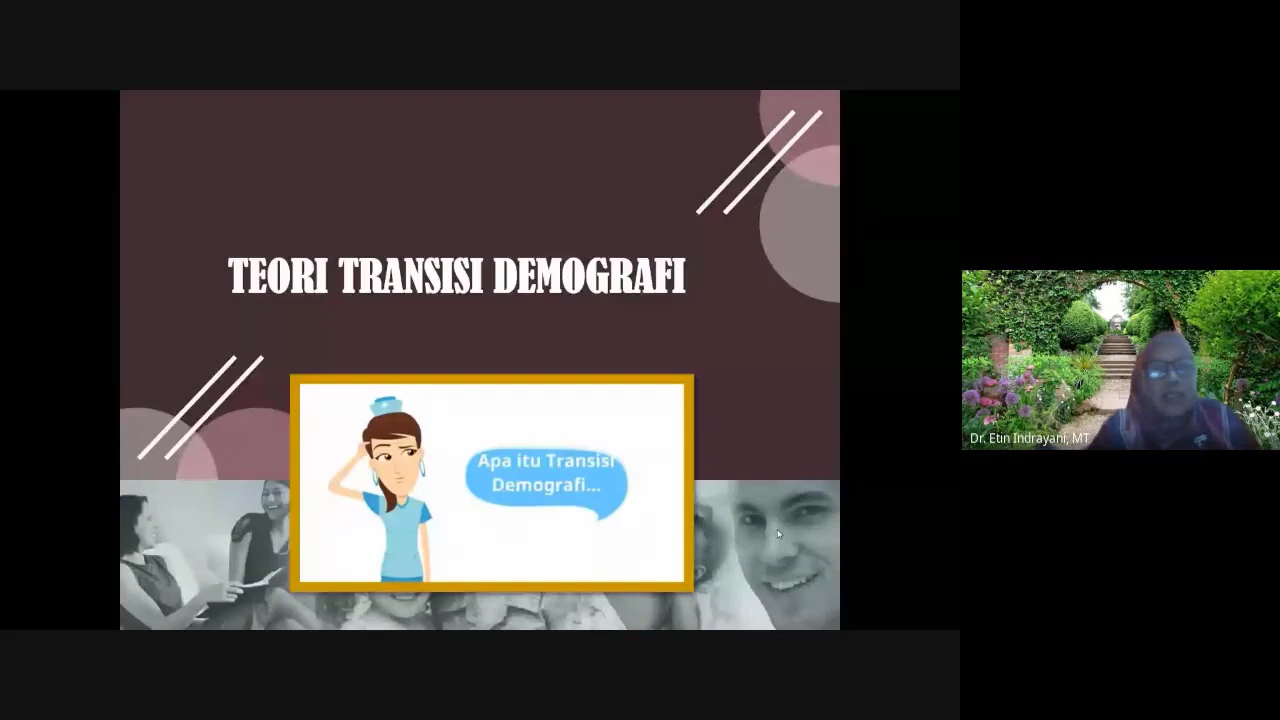 TEORI TRANSISI DEMOGRAFI
Apa itu Transisi
Demografi...
Dr. Etin Indrayani, MT